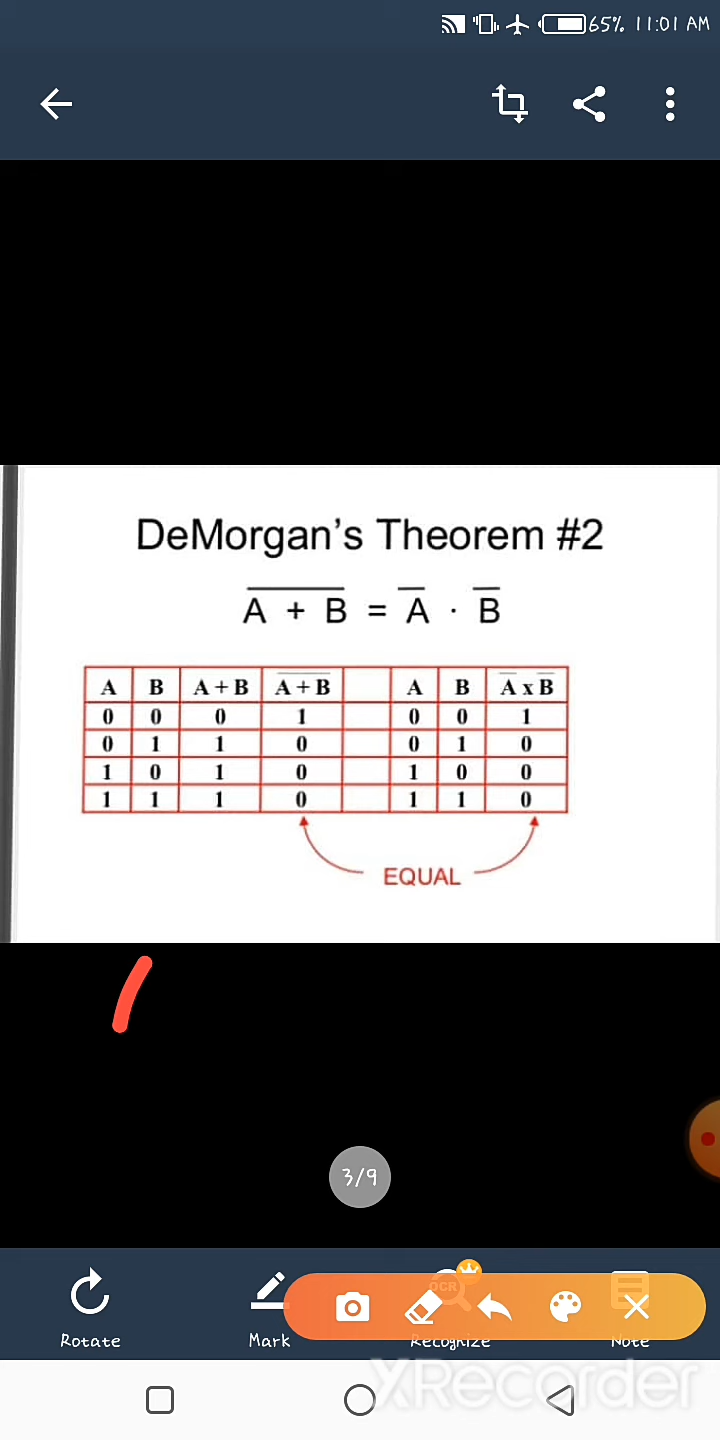 65% 11:01 AM
DeMorgan's Theorem #2
A̅ ̅+̅ ̅B̅ = A̅ · B̅
A B A + B A̅ ̅+̅ ̅B̅ A B A̅ x B̅
0 0 0 1 0 0 1
0 1 1 0 0 1 0
1 0 1 0 1 0 0
1 1 1 0 1 1 0
EQUAL
3/9
OCR
Rotate Mark Recognize Note
XRecorder